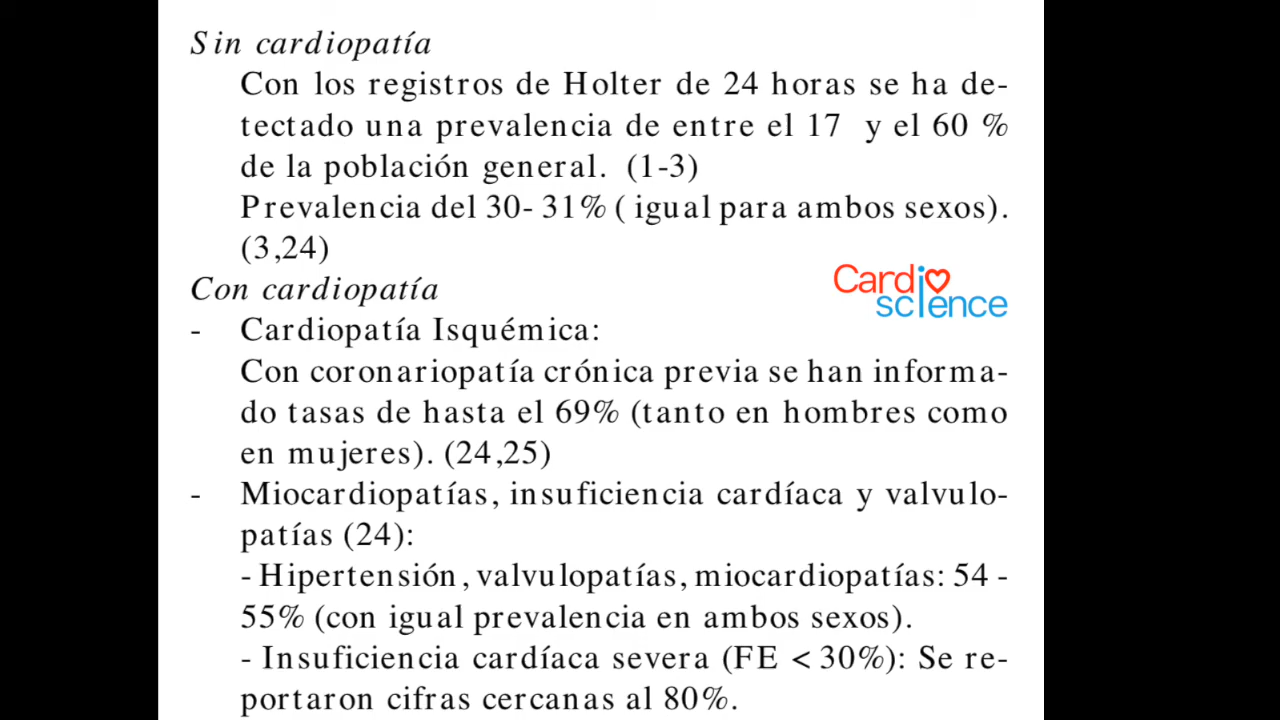 Sin cardiopatía
Con los registros de Holter de 24 horas se ha de-
tectado una prevalencia de entre el 17 y el 60 %
de la población general. (1-3)
Prevalencia del 30- 31% ( igual para ambos sexos).
(3,24)
Con cardiopatía
- Cardiopatía Isquémica:
Con coronariopatía crónica previa se han informa-
do tasas de hasta el 69% (tanto en hombres como
en mujeres). (24,25)
- Miocardiopatías, insuficiencia cardíaca y valvulo-
patías (24):
- Hipertensión, valvulopatías, miocardiopatías: 54 -
55% (con igual prevalencia en ambos sexos).
- Insuficiencia cardíaca severa (FE < 30%): Se re-
portaron cifras cercanas al 80%.
Cardio
science